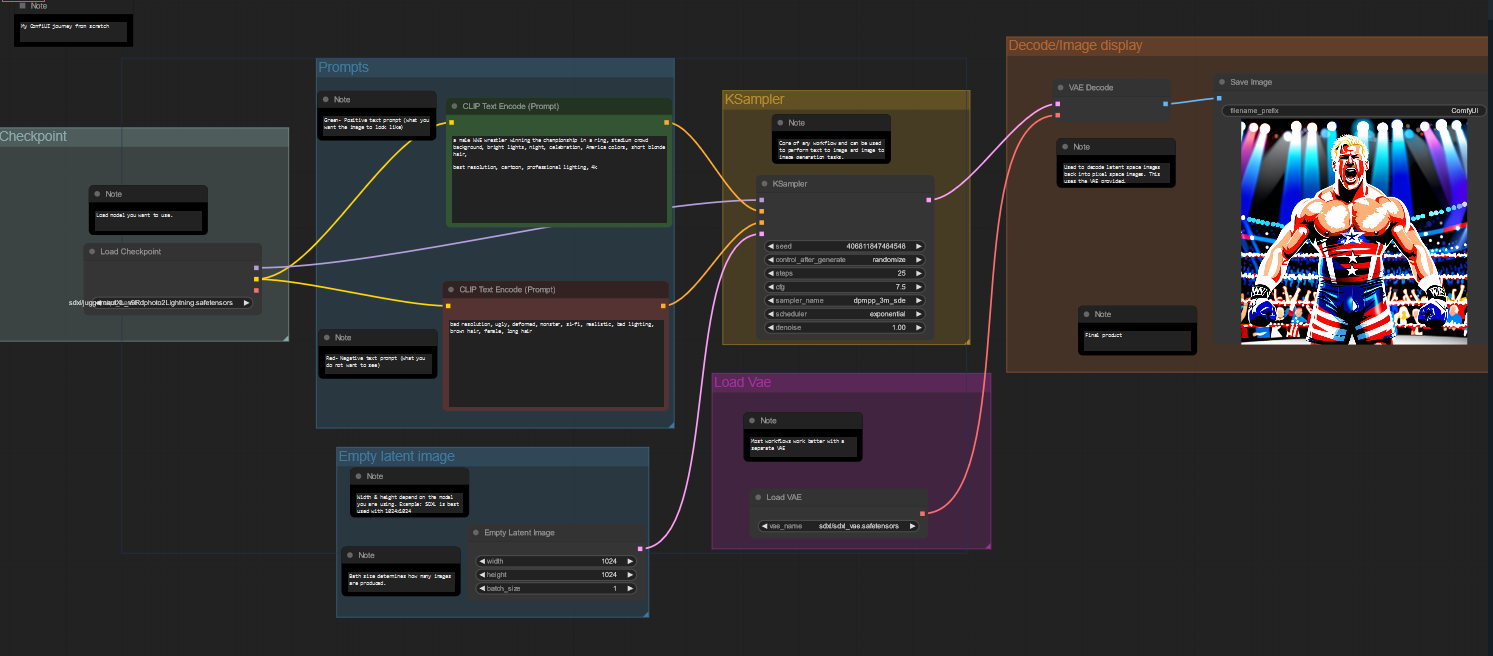 Note
My ComfiUI journey from scratch
Checkpoint
Note
Load model you want to use.
Load Checkpoint
Prompts
Note
Green- Positive text prompt (what you
want the image to look like)
CLIP Text Encode (Prompt)
a male WWE wrestler winning the championship in a ring, stadium crowd
background, bright lights, night, celebration, America colors, short blonde
hair,
best resolution, cartoon, professional lighting, 4k
Note
Red- Negative text prompt (what you
do not want to see)
CLIP Text Encode (Prompt)
bad resolution, ugly, deformed, monster, si-fi, realistic, bad lighting,
brown hair, female, long hair
Empty latent image
Note
Width & height depend on the model
you are using. Example: SDXL is best
used with 1024x1024
Note
Bath size determines how many images
are produced.
Empty Latent Image
width 1024
height 1024
batch_size 1
KSampler
Note
Core of any workflow and can be used
to perform text to image and image to
image generation tasks.
KSampler
seed 406811847484548
control_after_generate randomize
steps 25
cfg 7.5
sampler_name dpmpp_3m_sde
scheduler exponential
denoise 1.00
Load Vae
Note
Most workflows work better with a
separate VAE
Load VAE
vae_name sdxl/sdxl_vae.safetensors
Decode/Image display
VAE Decode
Note
Used to decode latent space images
back into pixel space images. This
uses the VAE provided.
Note
Final product
Save Image
filename_prefix ComfyUI